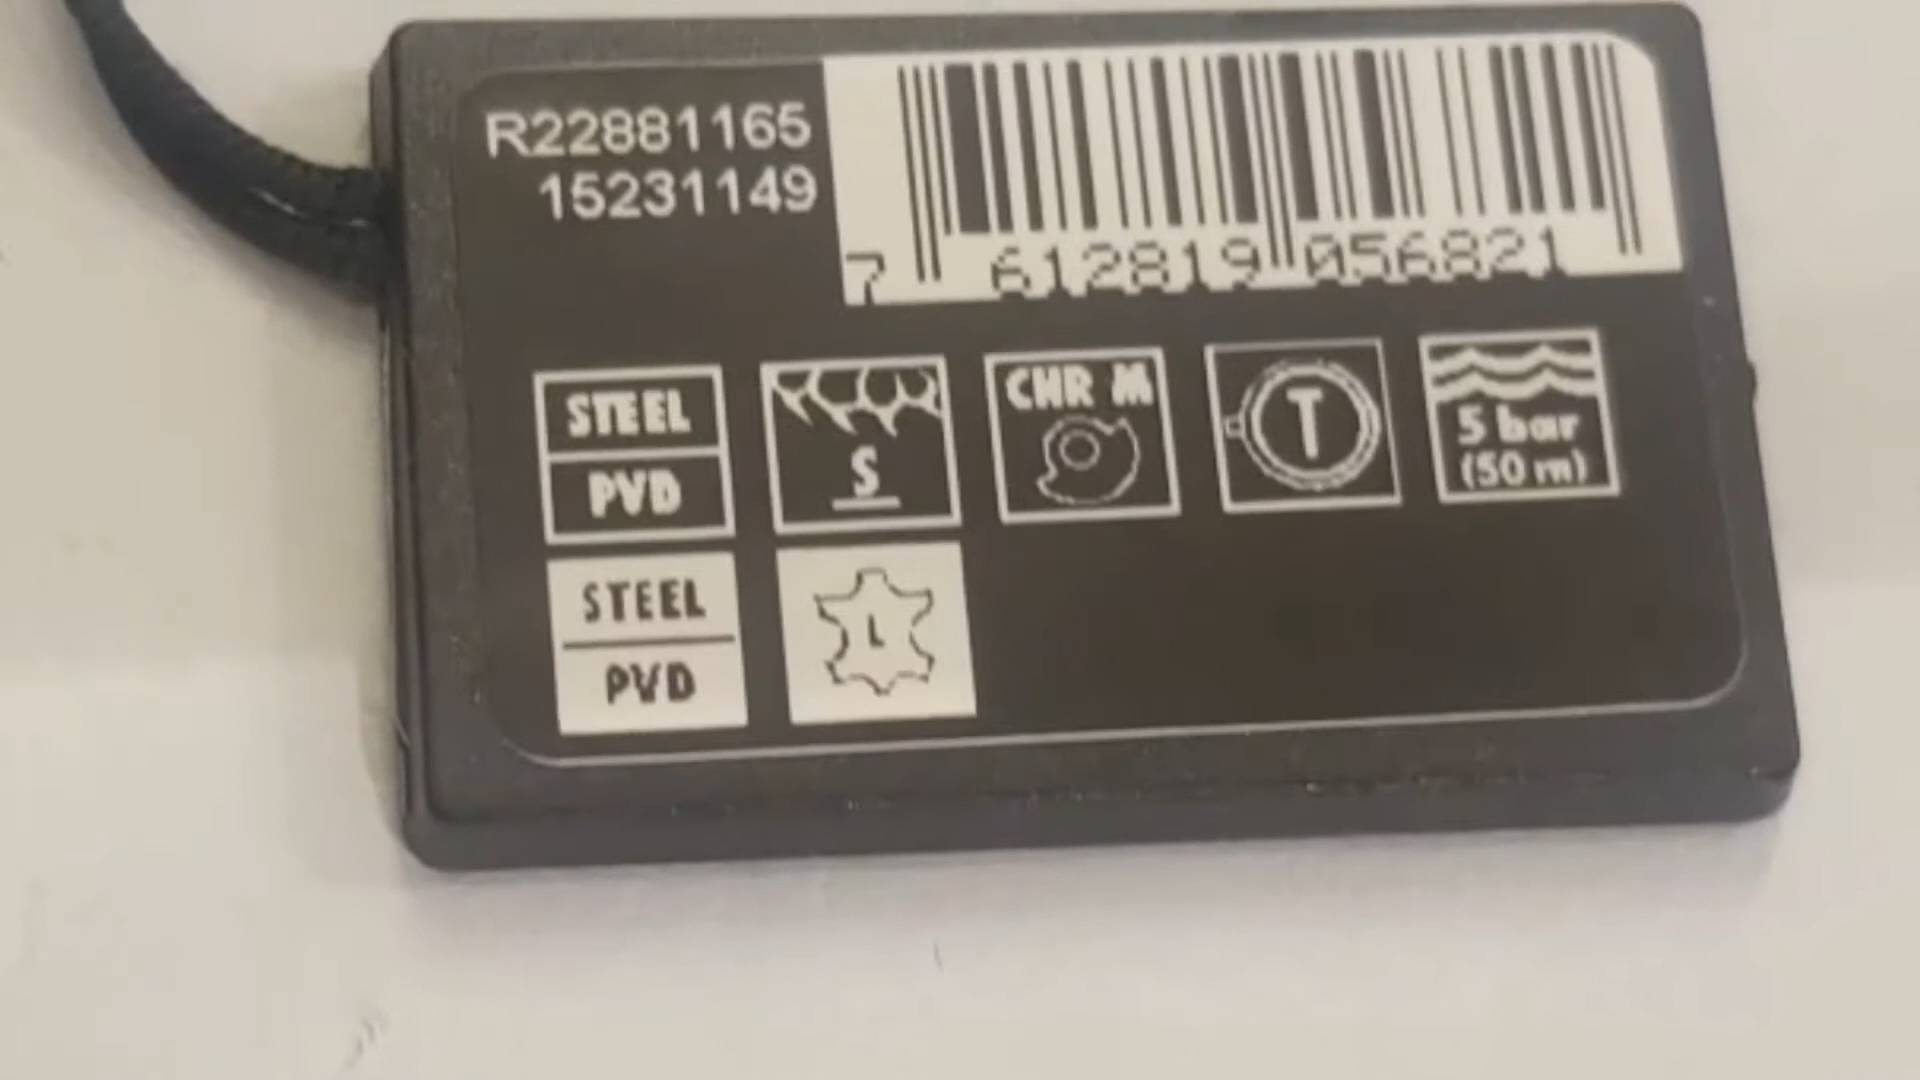 R22881165
15231149
7 612819 056821
STEEL
PVD
S
CHR M
T
5 bar
(50 m)
STEEL
PVD
L